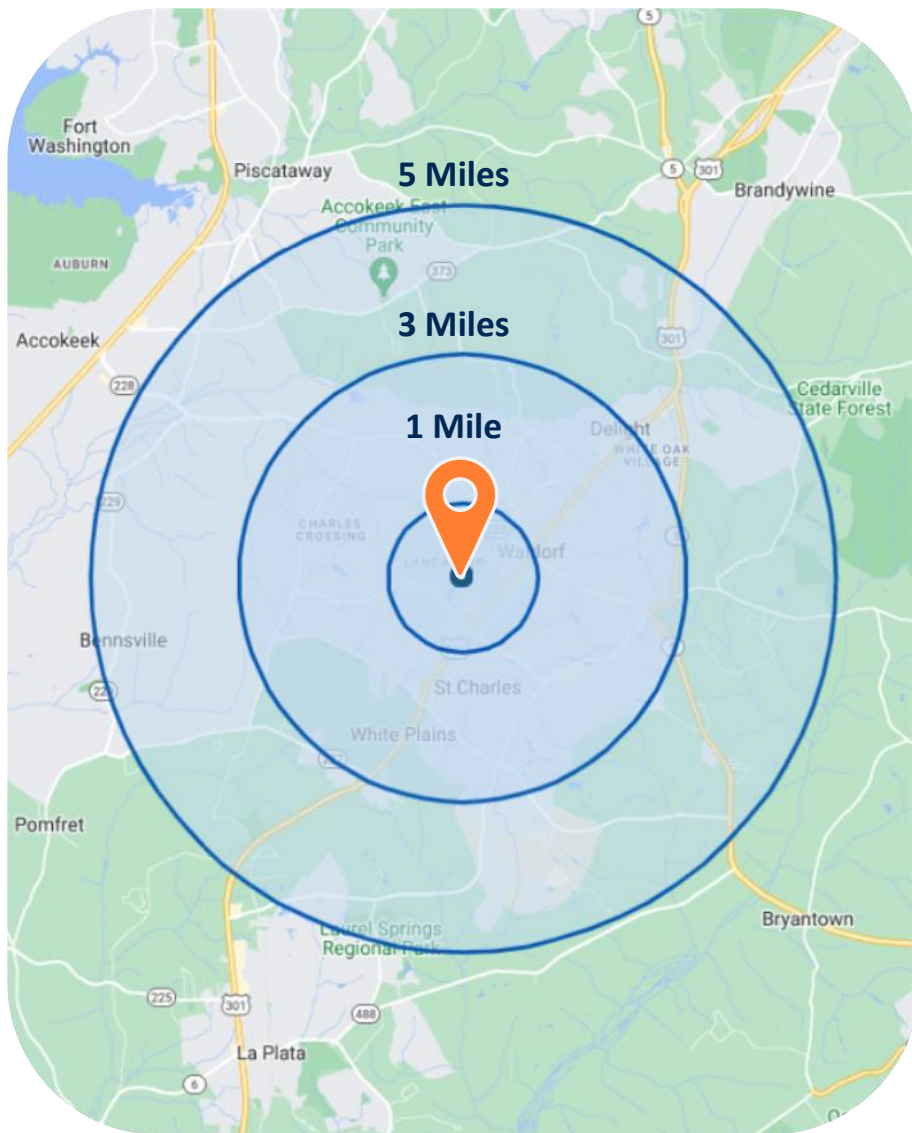 5
Fort
Washington
Piscataway
5 Miles
5
301
Brandywine
Accokeek East
Community
Park
AUBURN
373
3 Miles
301
Accokeek
228
Cedarville
State Forest
1 Mile
Delight
WHITE OAK
VILLAGE
229
CHARLES
CROSSING
Waldorf
5
Bennsville
St Charles
White Plains
Pomfret
Laurel Springs
Regional Park
Bryantown
225
301
488
La Plata
6